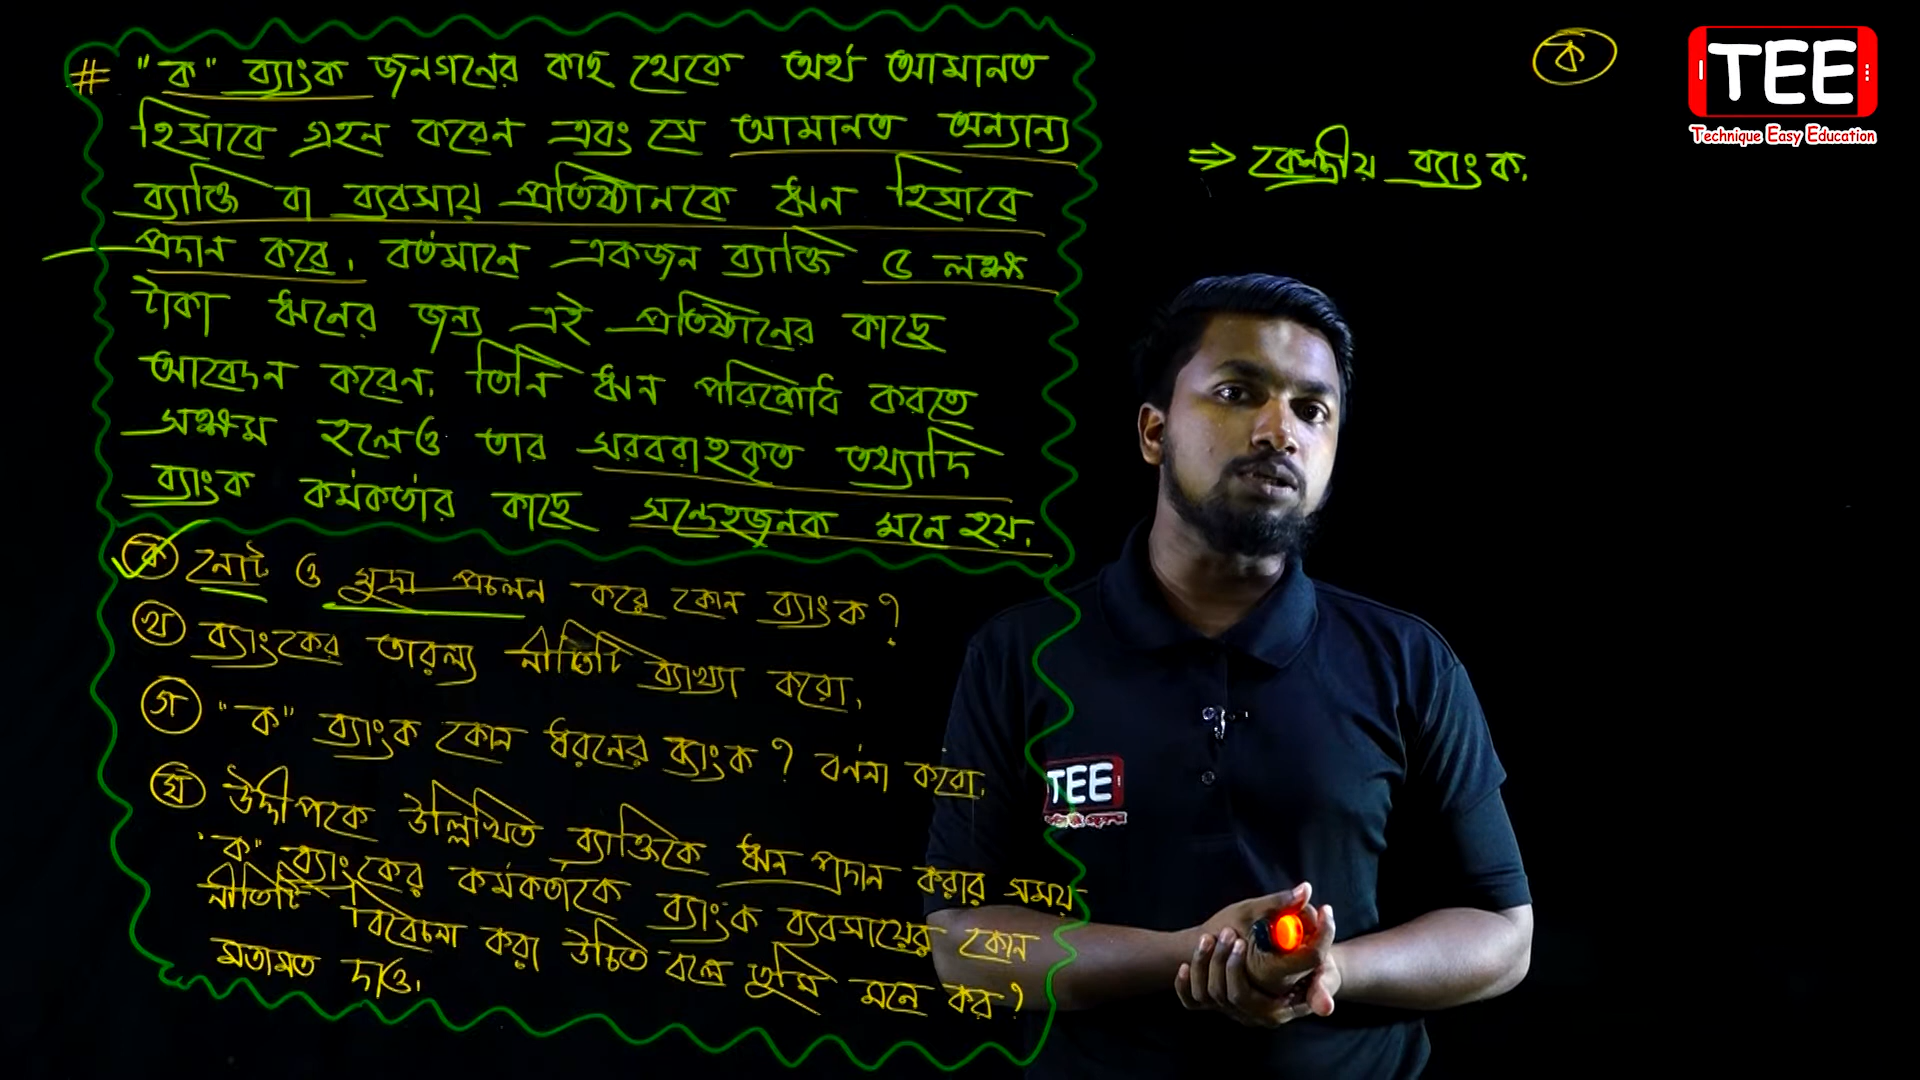 # "ক" ব্যাংক জনগনের কাছ থেকে অর্থ আমানত
হিসাবে গ্রহন করেন এবং সে আমানত অন্যান্য
ব্যাক্তি বা ব্যবসায় প্রতিষ্ঠানকে ঋন হিসাবে
প্রদান করে। বর্তমানে একজন ব্যাক্তি ৫ লক্ষ
টাকা ঋনের জন্য এই প্রতিষ্ঠানের কাছে
আবেদন করেন। তিনি ঋন পরিশোধ করতে
সক্ষম হলেও তার সরবরাহকৃত তথ্যাদি
ব্যাংক কর্মকর্তার কাছে সন্দেহজনক মনে হয়।
ক নোট ও মুদ্রা প্রচলন করে কোন ব্যাংক?
খ ব্যাংকের তারল্য নীতিটি ব্যাখ্যা করো।
গ "ক" ব্যাংক কোন ধরনের ব্যাংক? বর্ননা করো।
ঘ উদ্দীপকে উল্লিখিত ব্যাক্তিকে ঋন প্রদান করার সময়
"ক" ব্যাংকের কর্মকর্তাকে ব্যাংক ব্যবসায়ের কোন
নীতিটি বিবেচনা করা উচিত বলে তুমি মনে কর?
মতামত দাও।
ক
⇒ কেন্দ্রীয় ব্যাংক।
TEE
Technique Easy Education
TEE